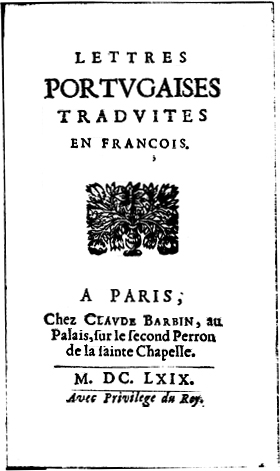 LETTRES
PORTVGAISES
TRADVITES
EN FRANCOIS.
A PARIS,
Chez CLAVDE BARBIN, au
Palais, ſur le ſecond Perron
de la ſainte Chapelle.
M. DC. LXIX.
Avec Privilege du Roy.